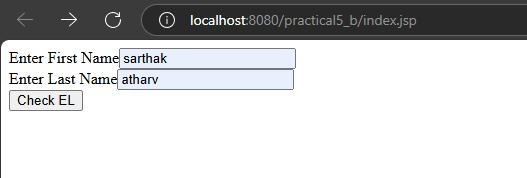 localhost:8080/practical5_b/index.jsp
Enter First Name sarthak
Enter Last Name atharv
Check EL